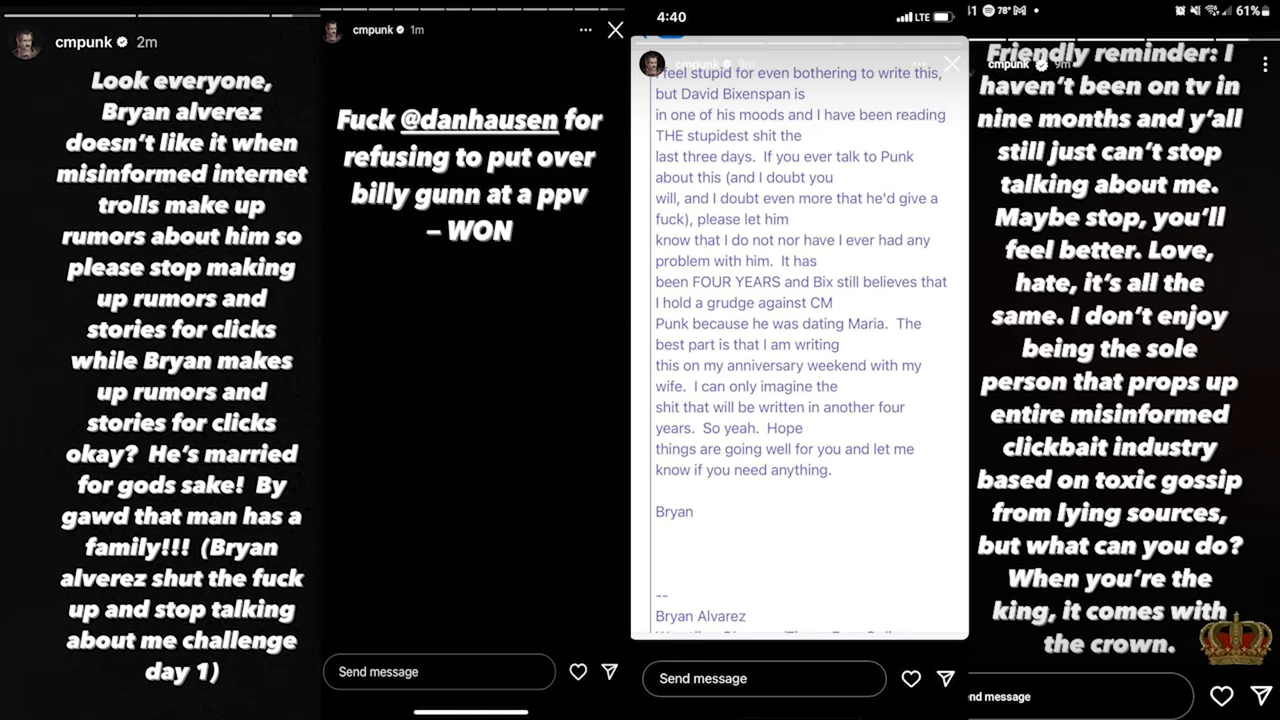 cmpunk 2m
Look everyone,
Bryan alverez
doesn't like it when
misinformed internet
trolls make up
rumors about him so
please stop making
up rumors and
stories for clicks
while Bryan makes
up rumors and
stories for clicks
okay? He's married
for gods sake! By
gawd that man has a
family!!! (Bryan
alverez shut the fuck
up and stop talking
about me challenge
day 1)
cmpunk 1m
Fuck @danhausen for
refusing to put over
billy gunn at a ppv
– WON
Send message
4:40
LTE
cmpunk 9m
I feel stupid for even bothering to write this,
but David Bixenspan is
in one of his moods and I have been reading
THE stupidest shit the
last three days. If you ever talk to Punk
about this (and I doubt you
will, and I doubt even more that he'd give a
fuck), please let him
know that I do not nor have I ever had any
problem with him. It has
been FOUR YEARS and Bix still believes that
I hold a grudge against CM
Punk because he was dating Maria. The
best part is that I am writing
this on my anniversary weekend with my
wife. I can only imagine the
shit that will be written in another four
years. So yeah. Hope
things are going well for you and let me
know if you need anything.
Bryan
--
Bryan Alvarez
Send message
78° 61%
Friendly reminder: I
cmpunk 9m
haven't been on tv in
nine months and y'all
still just can't stop
talking about me.
Maybe stop, you'll
feel better. Love,
hate, it's all the
same. I don't enjoy
being the sole
person that props up
entire misinformed
clickbait industry
based on toxic gossip
from lying sources,
but what can you do?
When you're the
king, it comes with
the crown.
nd message